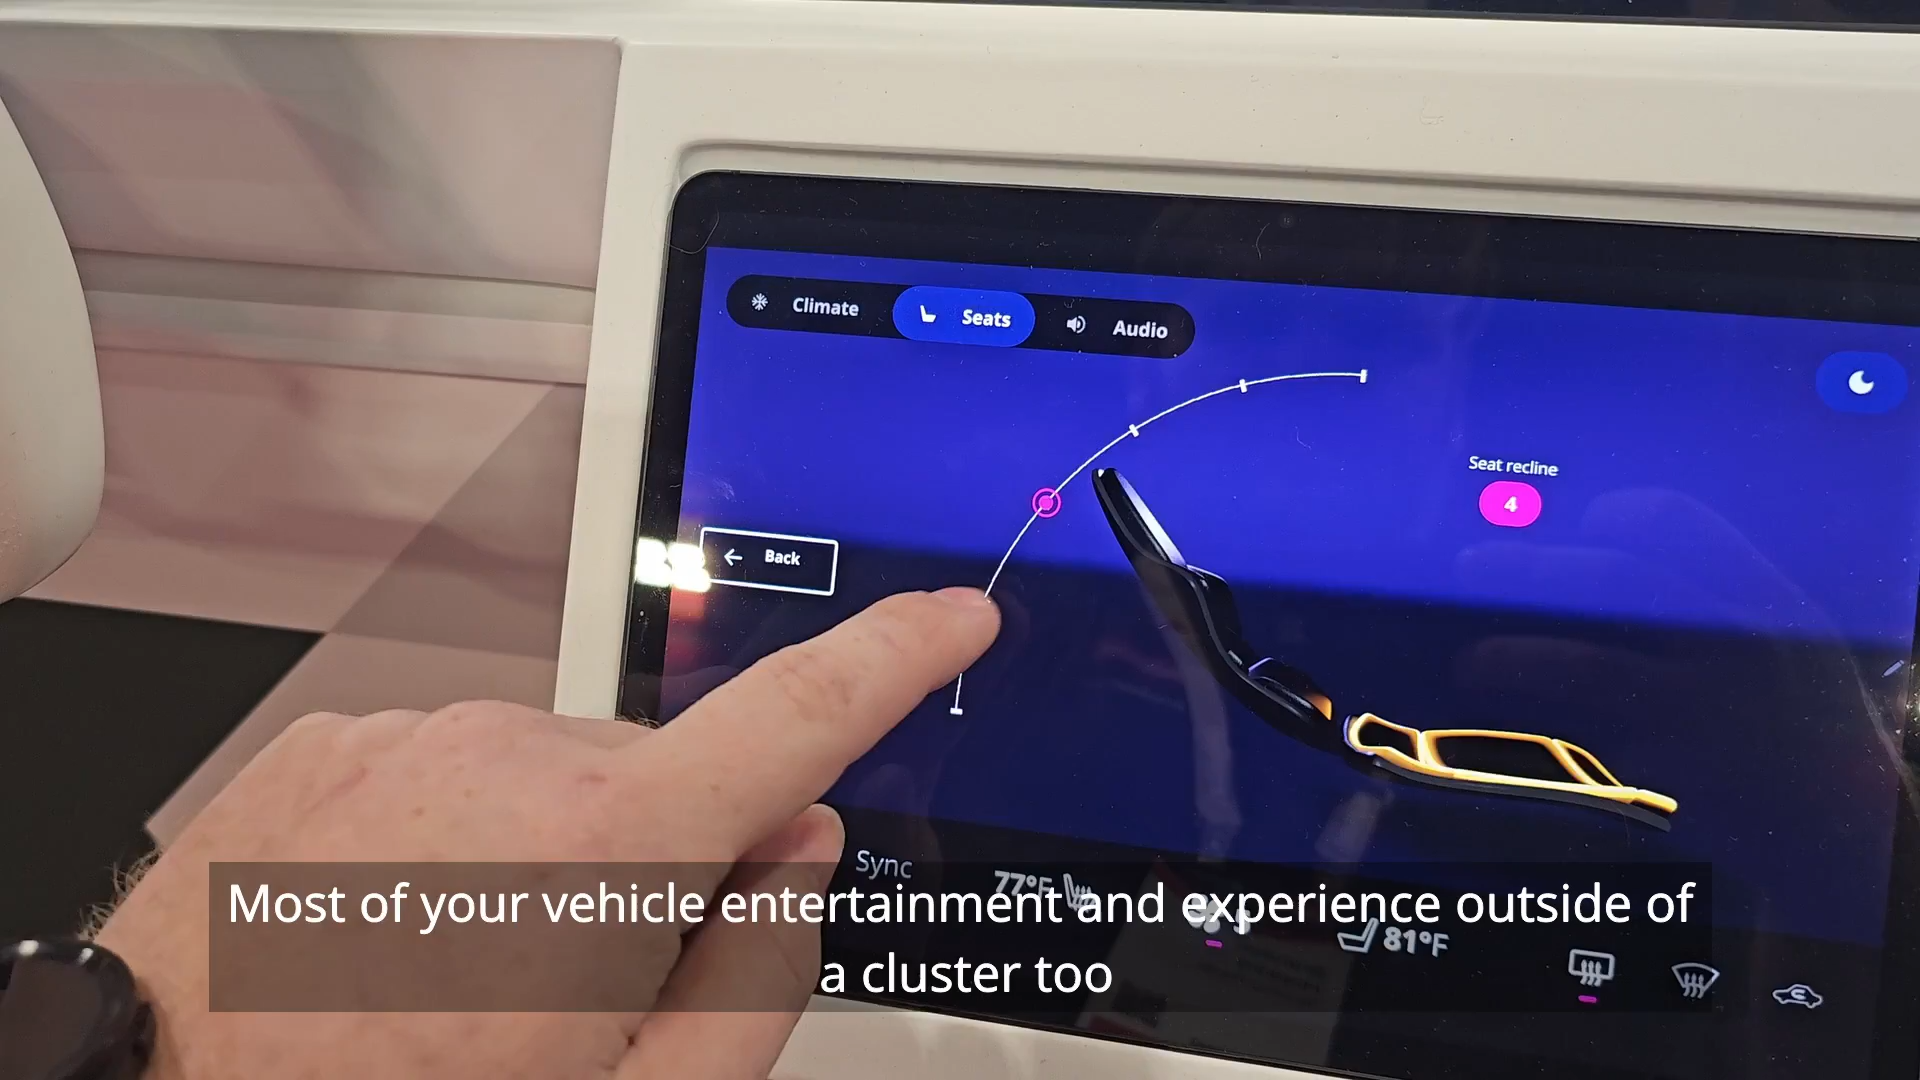 Climate
Seats
Audio
Seat recline
4
Back
Sync
77°F
81°F
Most of your vehicle entertainment and experience outside of
a cluster too